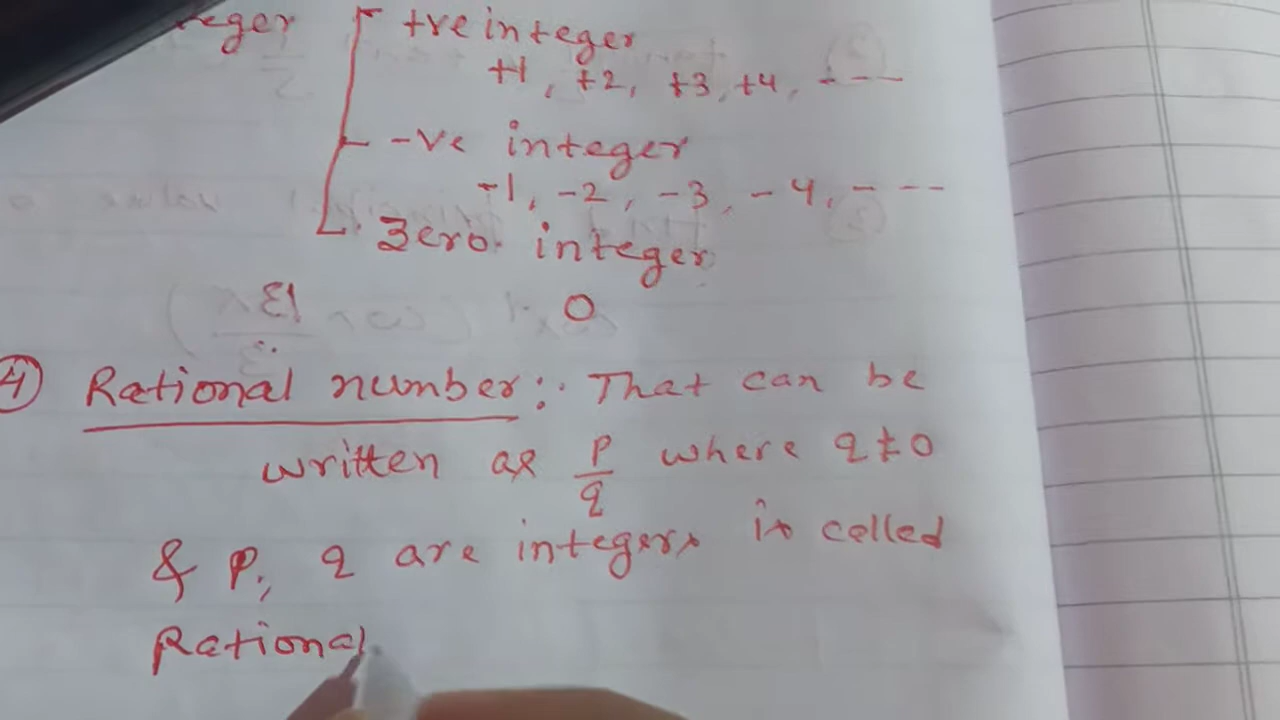 teger
+ve integer
+1, +2, +3, +4, - - -
-ve integer
-1, -2, -3, -4, - - -
Zero integer
0
④ Rational number:. That can be
written as p/q where q≠0
& p, q are integers is called
Rational